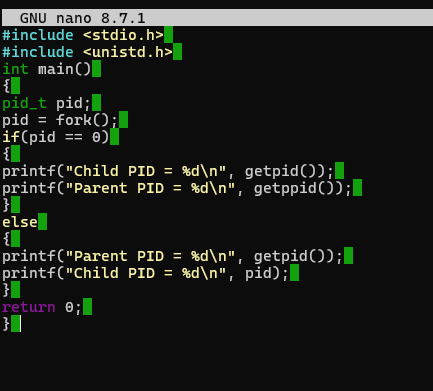 GNU nano 8.7.1
#include <stdio.h>
#include <unistd.h>
int main()
{
pid_t pid;
pid = fork();
if(pid == 0)
{
printf("Child PID = %d\n", getpid());
printf("Parent PID = %d\n", getppid());
}
else
{
printf("Parent PID = %d\n", getpid());
printf("Child PID = %d\n", pid);
}
return 0;
}